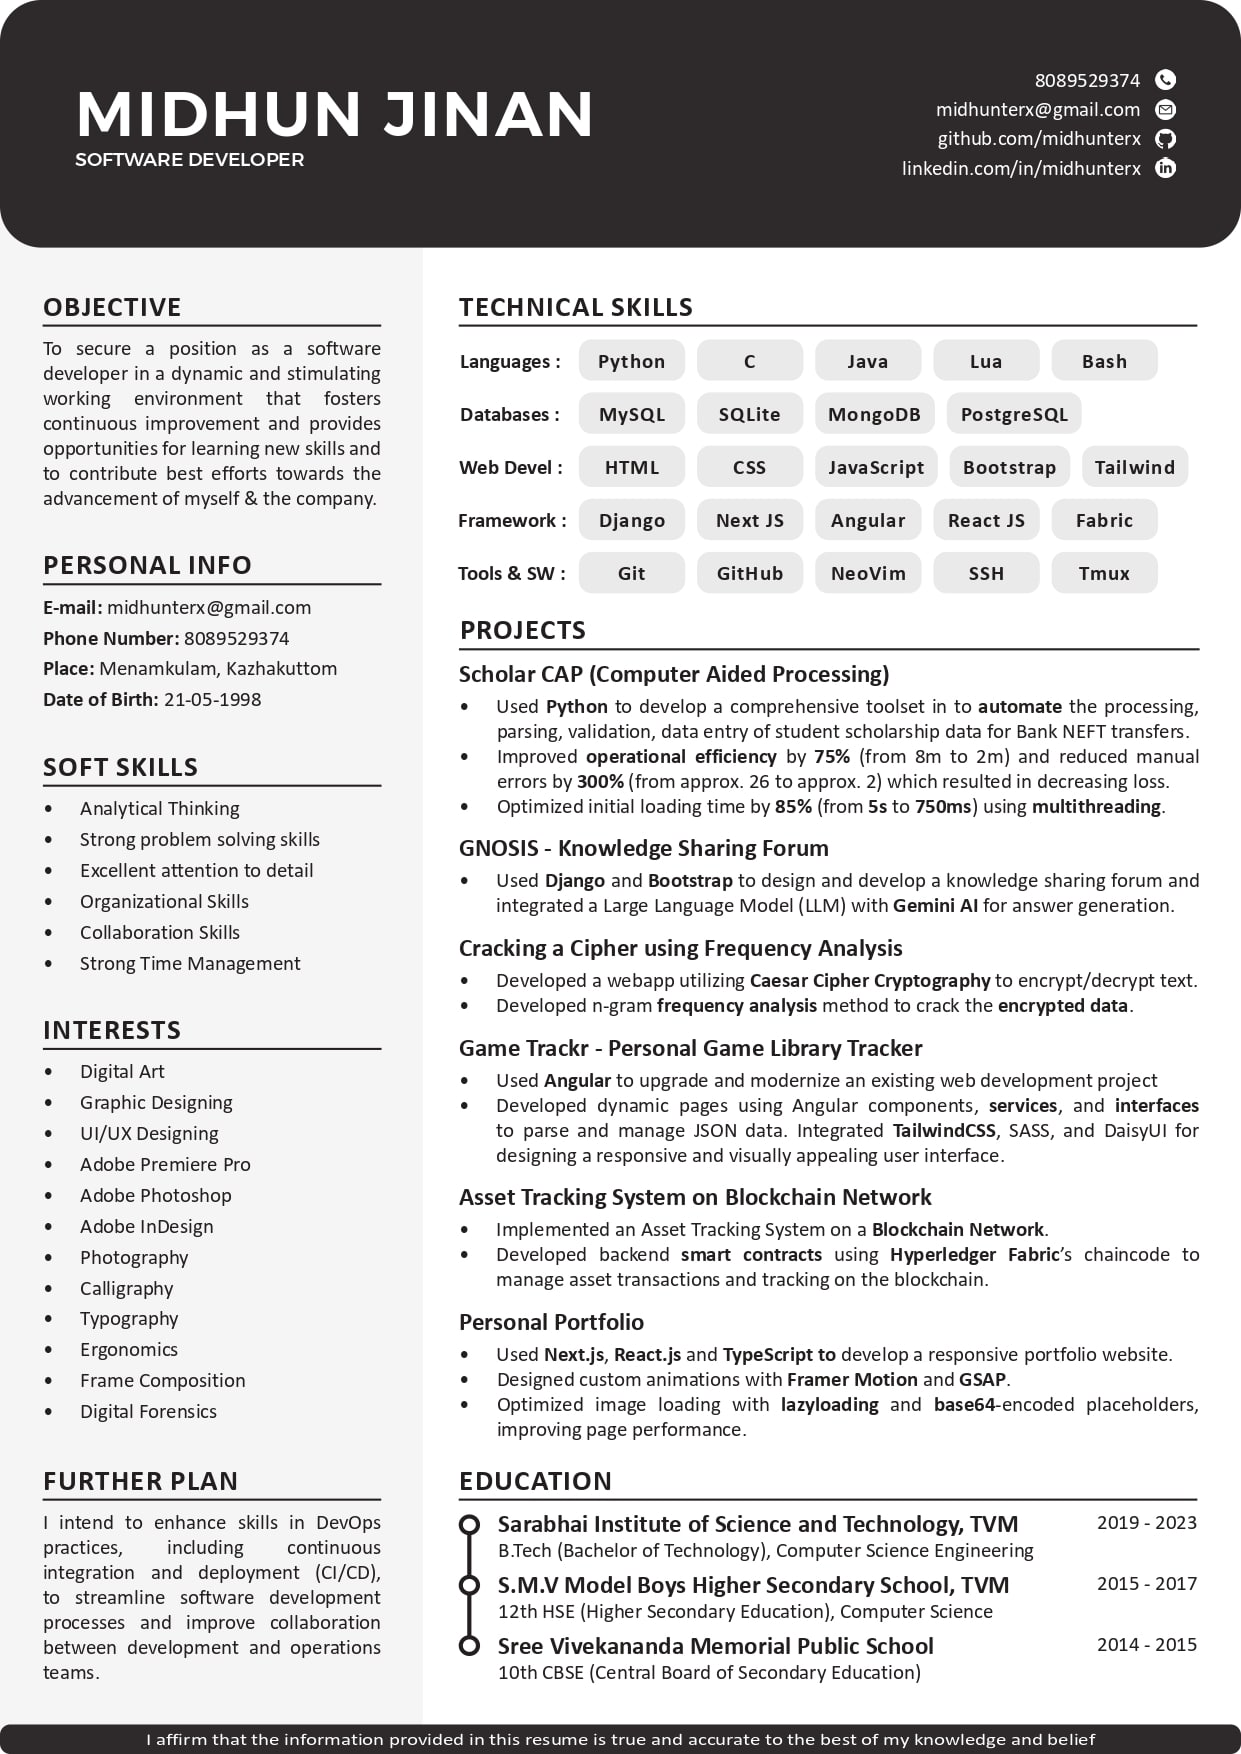 MIDHUN JINAN
SOFTWARE DEVELOPER
8089529374
midhunterx@gmail.com
github.com/midhunterx
linkedin.com/in/midhunterx
OBJECTIVE
To secure a position as a software
developer in a dynamic and stimulating
working environment that fosters
continuous improvement and provides
opportunities for learning new skills and
to contribute best efforts towards the
advancement of myself & the company.
PERSONAL INFO
E-mail: midhunterx@gmail.com
Phone Number: 8089529374
Place: Menamkulam, Kazhakuttom
Date of Birth: 21-05-1998
SOFT SKILLS
• Analytical Thinking
• Strong problem solving skills
• Excellent attention to detail
• Organizational Skills
• Collaboration Skills
• Strong Time Management
INTERESTS
• Digital Art
• Graphic Designing
• UI/UX Designing
• Adobe Premiere Pro
• Adobe Photoshop
• Adobe InDesign
• Photography
• Calligraphy
• Typography
• Ergonomics
• Frame Composition
• Digital Forensics
FURTHER PLAN
I intend to enhance skills in DevOps
practices, including continuous
integration and deployment (CI/CD),
to streamline software development
processes and improve collaboration
between development and operations
teams.
TECHNICAL SKILLS
Languages : Python C Java Lua Bash
Databases : MySQL SQLite MongoDB PostgreSQL
Web Devel : HTML CSS JavaScript Bootstrap Tailwind
Framework : Django Next JS Angular React JS Fabric
Tools & SW : Git GitHub NeoVim SSH Tmux
PROJECTS
Scholar CAP (Computer Aided Processing)
• Used Python to develop a comprehensive toolset in to automate the processing,
parsing, validation, data entry of student scholarship data for Bank NEFT transfers.
• Improved operational efficiency by 75% (from 8m to 2m) and reduced manual
errors by 300% (from approx. 26 to approx. 2) which resulted in decreasing loss.
• Optimized initial loading time by 85% (from 5s to 750ms) using multithreading.
GNOSIS - Knowledge Sharing Forum
• Used Django and Bootstrap to design and develop a knowledge sharing forum and
integrated a Large Language Model (LLM) with Gemini AI for answer generation.
Cracking a Cipher using Frequency Analysis
• Developed a webapp utilizing Caesar Cipher Cryptography to encrypt/decrypt text.
• Developed n-gram frequency analysis method to crack the encrypted data.
Game Trackr - Personal Game Library Tracker
• Used Angular to upgrade and modernize an existing web development project
• Developed dynamic pages using Angular components, services, and interfaces
to parse and manage JSON data. Integrated TailwindCSS, SASS, and DaisyUI for
designing a responsive and visually appealing user interface.
Asset Tracking System on Blockchain Network
• Implemented an Asset Tracking System on a Blockchain Network.
• Developed backend smart contracts using Hyperledger Fabric’s chaincode to
manage asset transactions and tracking on the blockchain.
Personal Portfolio
• Used Next.js, React.js and TypeScript to develop a responsive portfolio website.
• Designed custom animations with Framer Motion and GSAP.
• Optimized image loading with lazyloading and base64-encoded placeholders,
improving page performance.
EDUCATION
Sarabhai Institute of Science and Technology, TVM 2019 - 2023
B.Tech (Bachelor of Technology), Computer Science Engineering
S.M.V Model Boys Higher Secondary School, TVM 2015 - 2017
12th HSE (Higher Secondary Education), Computer Science
Sree Vivekananda Memorial Public School 2014 - 2015
10th CBSE (Central Board of Secondary Education)
I affirm that the information provided in this resume is true and accurate to the best of my knowledge and belief